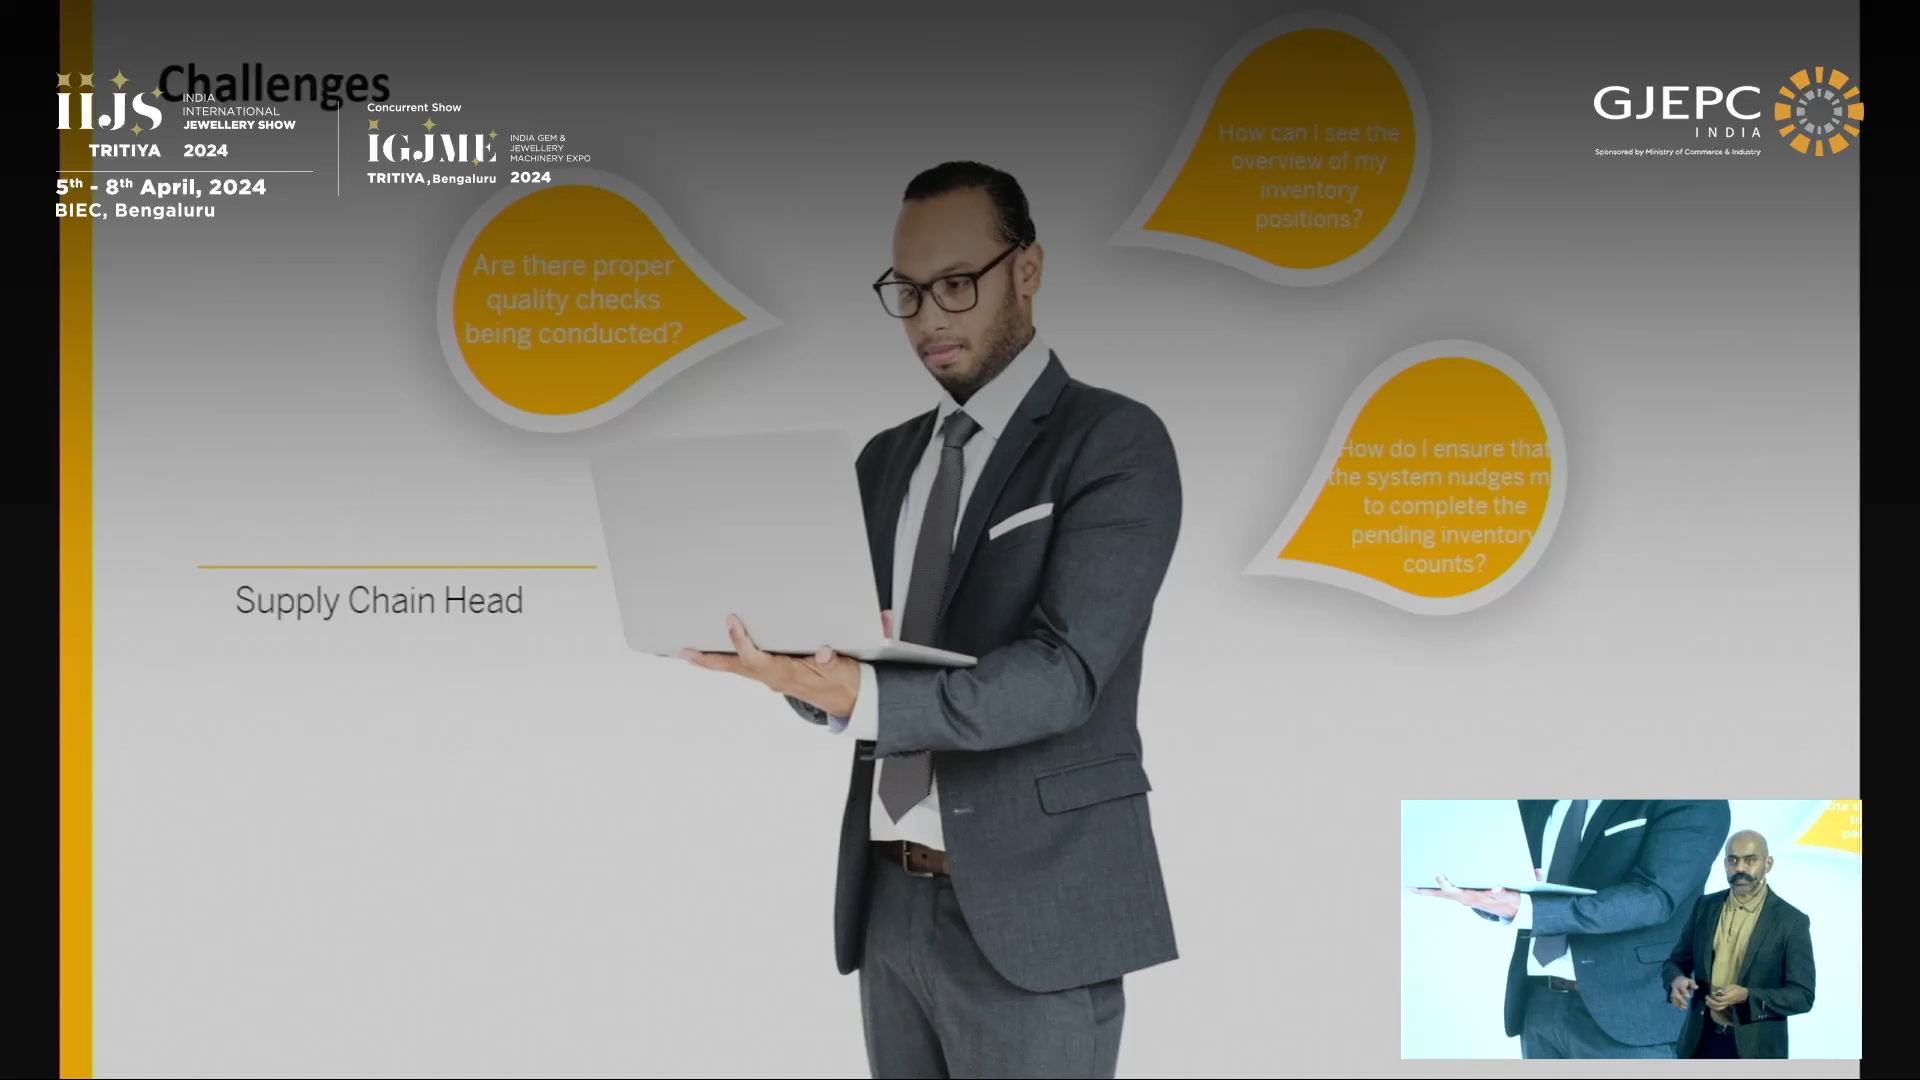 Challenges
IIJS
INDIA
INTERNATIONAL
JEWELLERY SHOW
TRITIYA 2024
5th - 8th April, 2024
BIEC, Bengaluru
Concurrent Show
IGJME
INDIA GEM &
JEWELLERY
MACHINERY EXPO
TRITIYA, Bengaluru 2024
GJEPC
INDIA
Sponsored by Ministry of Commerce & Industry
How can I see the
overview of my
inventory
positions?
Are there proper
quality checks
being conducted?
How do I ensure that
the system nudges m
to complete the
pending inventory
counts?
Supply Chain Head